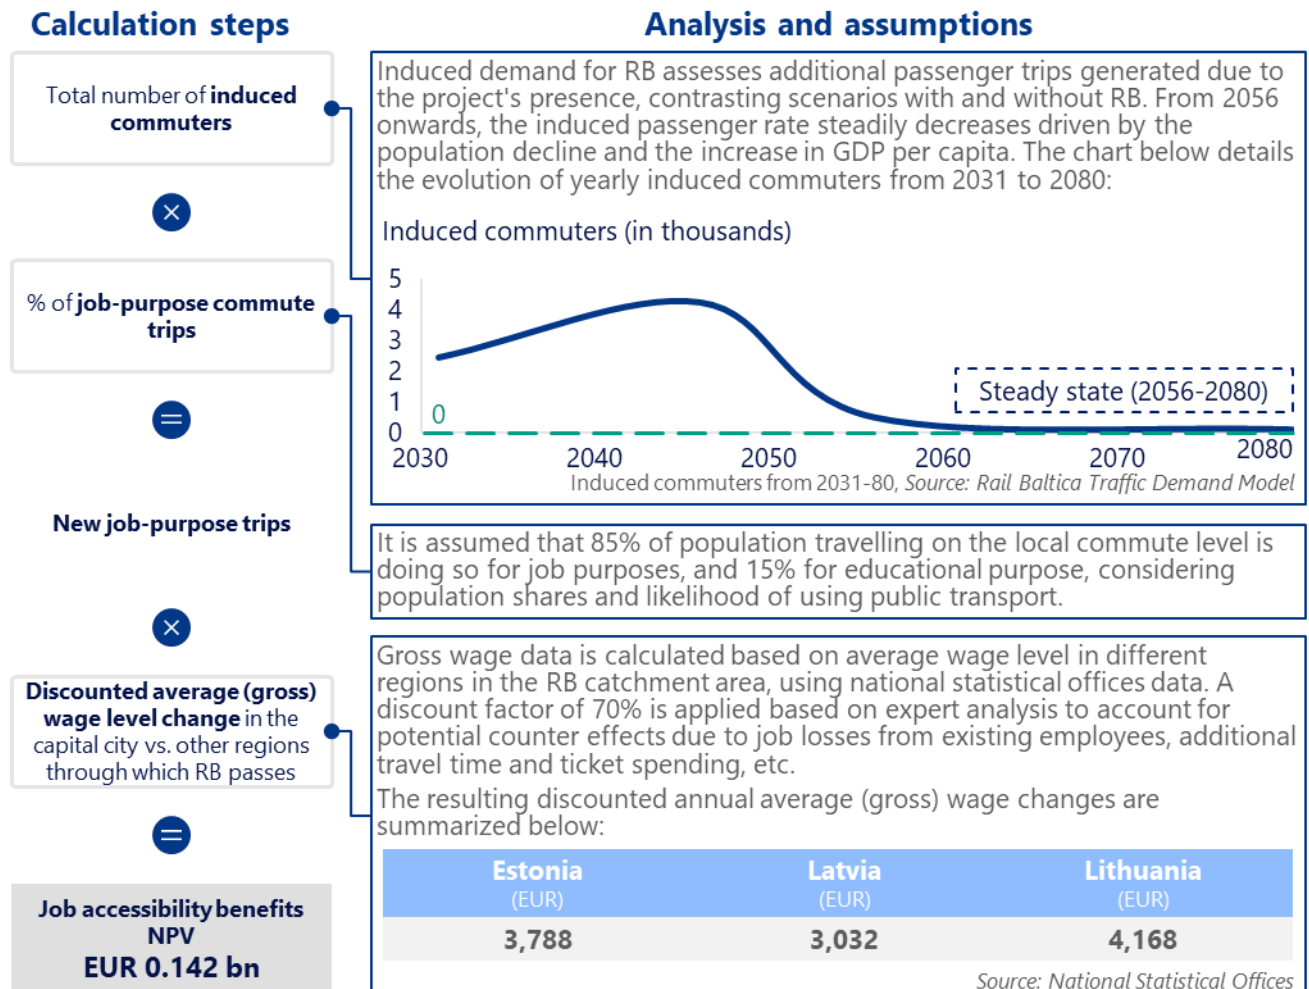 Calculation steps
Total number of induced
commuters
×
% of job-purpose commute
trips
=
New job-purpose trips
×
Discounted average (gross)
wage level change in the
capital city vs. other regions
through which RB passes
=
Job accessibility benefits
NPV
EUR 0.142 bn
Analysis and assumptions
Induced demand for RB assesses additional passenger trips generated due to
the project's presence, contrasting scenarios with and without RB. From 2056
onwards, the induced passenger rate steadily decreases driven by the
population decline and the increase in GDP per capita. The chart below details
the evolution of yearly induced commuters from 2031 to 2080:
Induced commuters (in thousands)
5
4
3
2
1
0
0
Steady state (2056-2080)
2030 2040 2050 2060 2070 2080
Induced commuters from 2031-80, Source: Rail Baltica Traffic Demand Model
It is assumed that 85% of population travelling on the local commute level is
doing so for job purposes, and 15% for educational purpose, considering
population shares and likelihood of using public transport.
Gross wage data is calculated based on average wage level in different
regions in the RB catchment area, using national statistical offices data. A
discount factor of 70% is applied based on expert analysis to account for
potential counter effects due to job losses from existing employees, additional
travel time and ticket spending, etc.
The resulting discounted annual average (gross) wage changes are
summarized below:
Estonia Latvia Lithuania
(EUR) (EUR) (EUR)
3,788 3,032 4,168
Source: National Statistical Offices